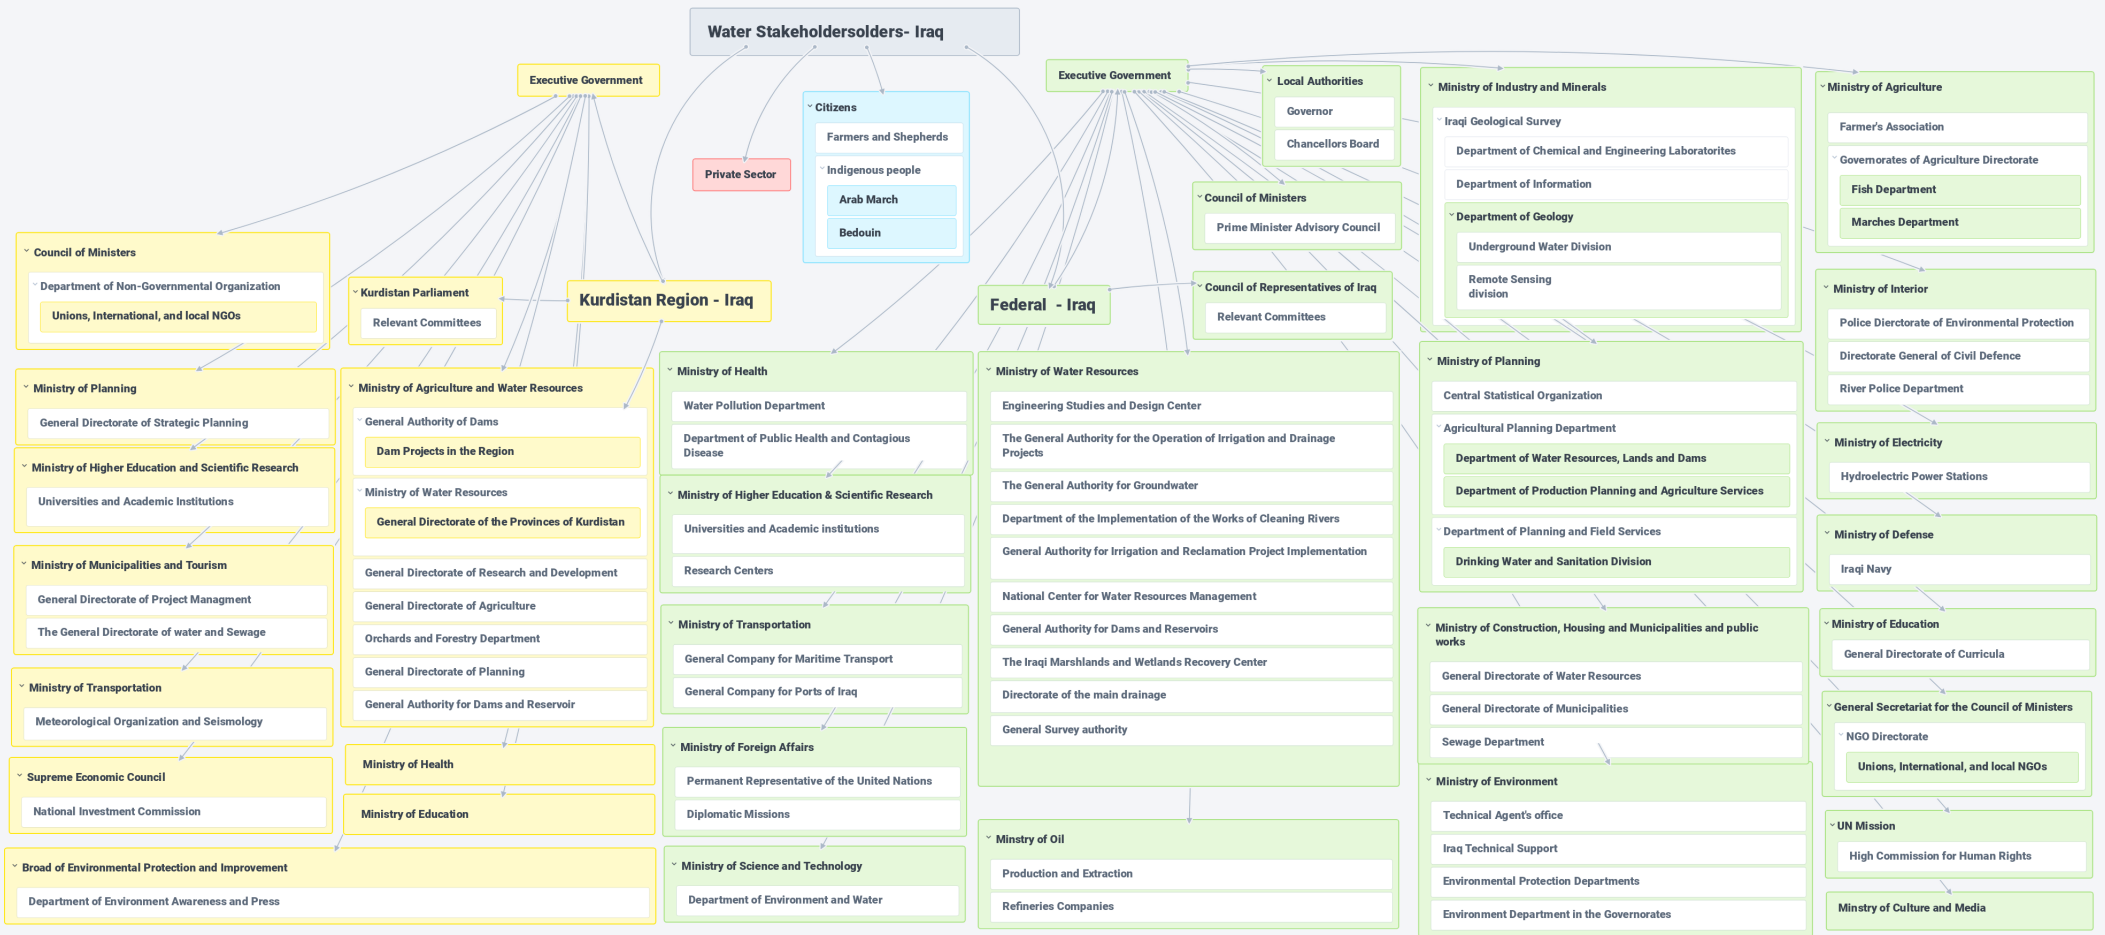 Water Stakeholdersolders- Iraq
Executive Government
Private Sector
Citizens
Farmers and Shepherds
Indigenous people
Arab March
Bedouin
Kurdistan Region - Iraq
Council of Ministers
Department of Non-Governmental Organization
Unions, International, and local NGOs
Kurdistan Parliament
Relevant Committees
Ministry of Planning
General Directorate of Strategic Planning
Ministry of Higher Education and Scientific Research
Universities and Academic Institutions
Ministry of Municipalities and Tourism
General Directorate of Project Managment
The General Directorate of water and Sewage
Ministry of Transportation
Meteorological Organization and Seismology
Supreme Economic Council
National Investment Commission
Broad of Environmental Protection and Improvement
Department of Environment Awareness and Press
Ministry of Agriculture and Water Resources
General Authority of Dams
Dam Projects in the Region
Ministry of Water Resources
General Directorate of the Provinces of Kurdistan
General Directorate of Research and Development
General Directorate of Agriculture
Orchards and Forestry Department
General Directorate of Planning
General Authority for Dams and Reservoir
Ministry of Health
Ministry of Education
Executive Government
Federal - Iraq
Local Authorities
Governor
Chancellors Board
Council of Ministers
Prime Minister Advisory Council
Council of Representatives of Iraq
Relevant Committees
Ministry of Health
Water Pollution Department
Department of Public Health and Contagious
Disease
Ministry of Higher Education & Scientific Research
Universities and Academic institutions
Research Centers
Ministry of Transportation
General Company for Maritime Transport
General Company for Ports of Iraq
Ministry of Foreign Affairs
Permanent Representative of the United Nations
Diplomatic Missions
Ministry of Science and Technology
Department of Environment and Water
Ministry of Water Resources
Engineering Studies and Design Center
The General Authority for the Operation of Irrigation and Drainage
Projects
The General Authority for Groundwater
Department of the Implementation of the Works of Cleaning Rivers
General Authority for Irrigation and Reclamation Project Implementation
National Center for Water Resources Management
General Authority for Dams and Reservoirs
The Iraqi Marshlands and Wetlands Recovery Center
Directorate of the main drainage
General Survey authority
Minstry of Oil
Production and Extraction
Refineries Companies
Ministry of Industry and Minerals
Iraqi Geological Survey
Department of Chemical and Engineering Laboratorites
Department of Information
Department of Geology
Underground Water Division
Remote Sensing
division
Ministry of Planning
Central Statistical Organization
Agricultural Planning Department
Department of Water Resources, Lands and Dams
Department of Production Planning and Agriculture Services
Department of Planning and Field Services
Drinking Water and Sanitation Division
Ministry of Construction, Housing and Municipalities and public
works
General Directorate of Water Resources
General Directorate of Municipalities
Sewage Department
Ministry of Environment
Technical Agent's office
Iraq Technical Support
Environmental Protection Departments
Environment Department in the Governorates
Ministry of Agriculture
Farmer's Association
Governorates of Agriculture Directorate
Fish Department
Marches Department
Ministry of Interior
Police Dierctorate of Environmental Protection
Directorate General of Civil Defence
River Police Department
Ministry of Electricity
Hydroelectric Power Stations
Ministry of Defense
Iraqi Navy
Ministry of Education
General Directorate of Curricula
General Secretariat for the Council of Ministers
NGO Directorate
Unions, International, and local NGOs
UN Mission
High Commission for Human Rights
Minstry of Culture and Media